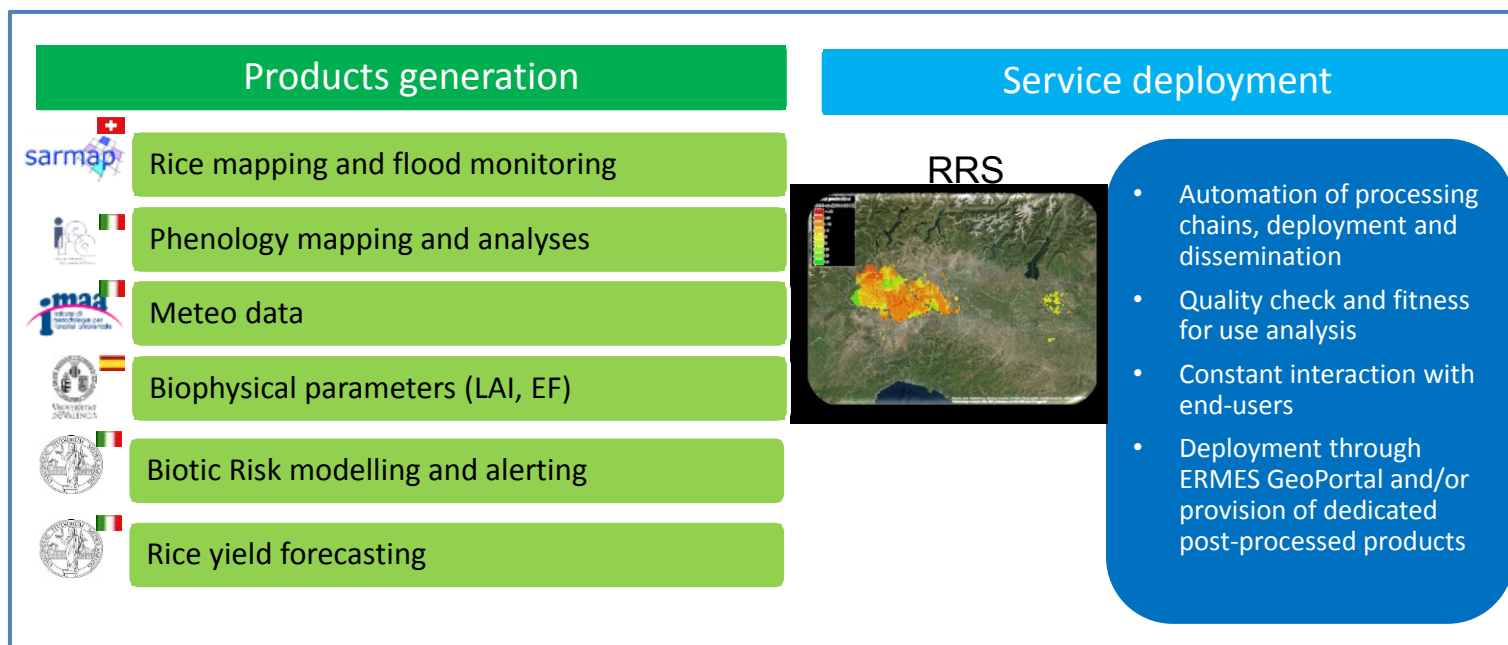 Products generation
sarmap
Rice mapping and flood monitoring
Phenology mapping and analyses
imaa
Meteo data
Biophysical parameters (LAI, EF)
Biotic Risk modelling and alerting
Rice yield forecasting
Service deployment
RRS
• Automation of processing
chains, deployment and
dissemination
• Quality check and fitness
for use analysis
• Constant interaction with
end-users
• Deployment through
ERMES GeoPortal and/or
provision of dedicated
post-processed products